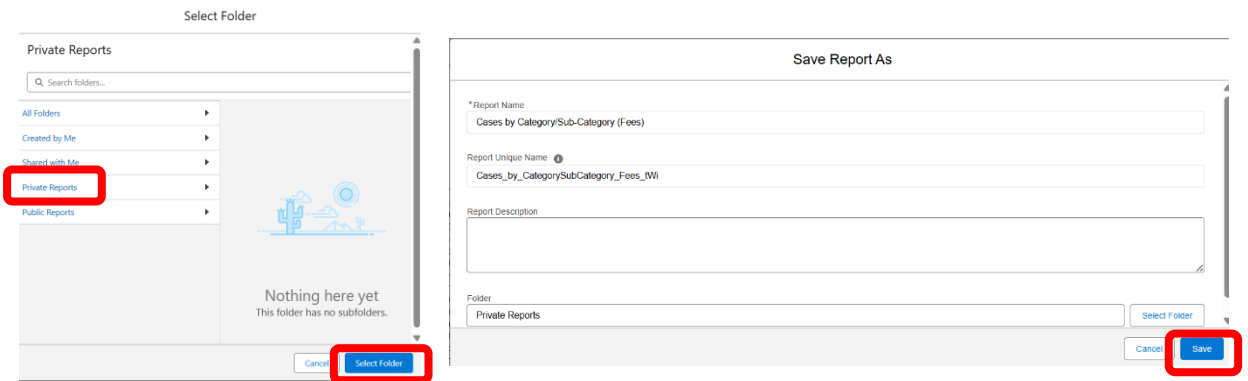 Select Folder
Private Reports
Search folders...
All Folders
Created by Me
Shared with Me
Private Reports
Public Reports
Nothing here yet
This folder has no subfolders.
Cancel
Select Folder
Save Report As
*Report Name
Cases by Category/Sub-Category (Fees)
Report Unique Name
Cases_by_CategorySubCategory_Fees_tWi
Report Description
Folder
Private Reports
Select Folder
Cancel
Save